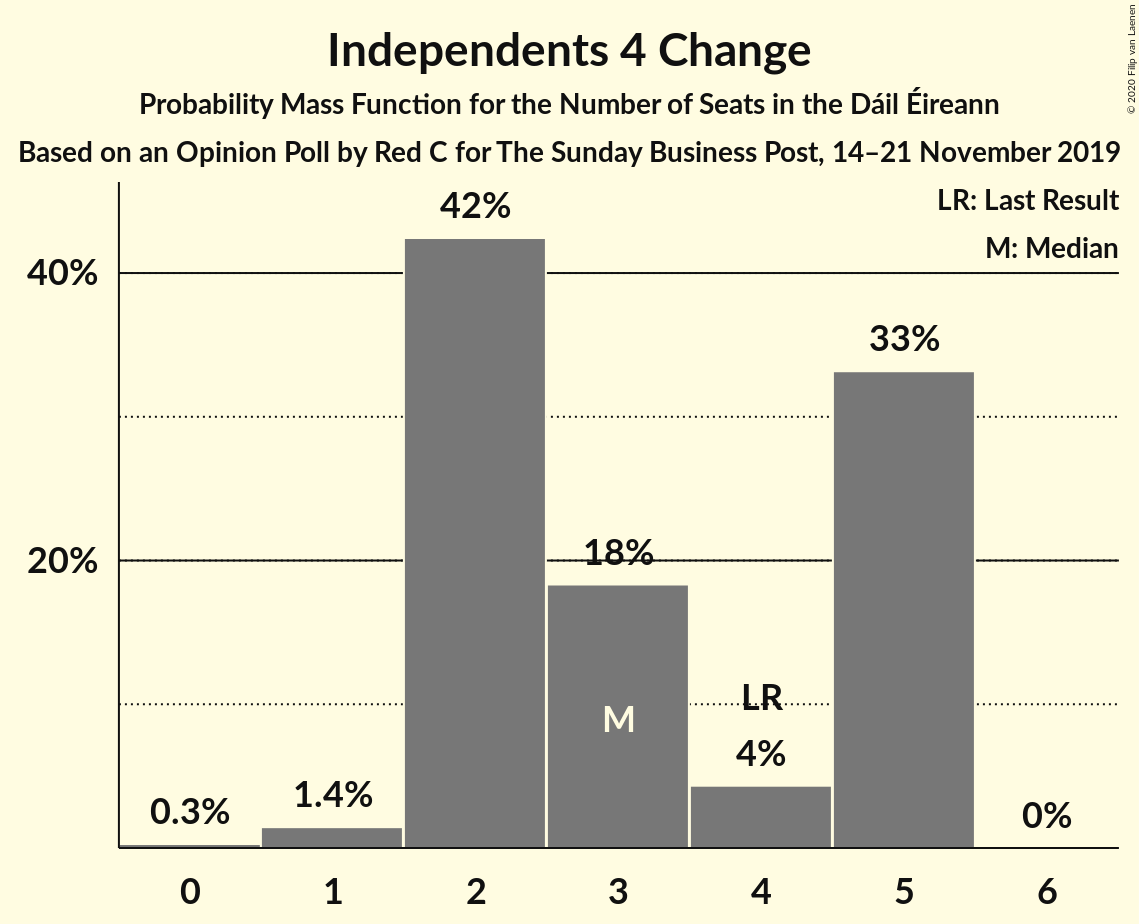 Independents 4 Change
Probability Mass Function for the Number of Seats in the Dáil Éireann
Based on an Opinion Poll by Red C for The Sunday Business Post, 14–21 November 2019
© 2020 Filip van Laenen
LR: Last Result
M: Median
42%
40%
33%
20%
18%
M
LR
4%
1.4%
0.3%
0%
0 1 2 3 4 5 6